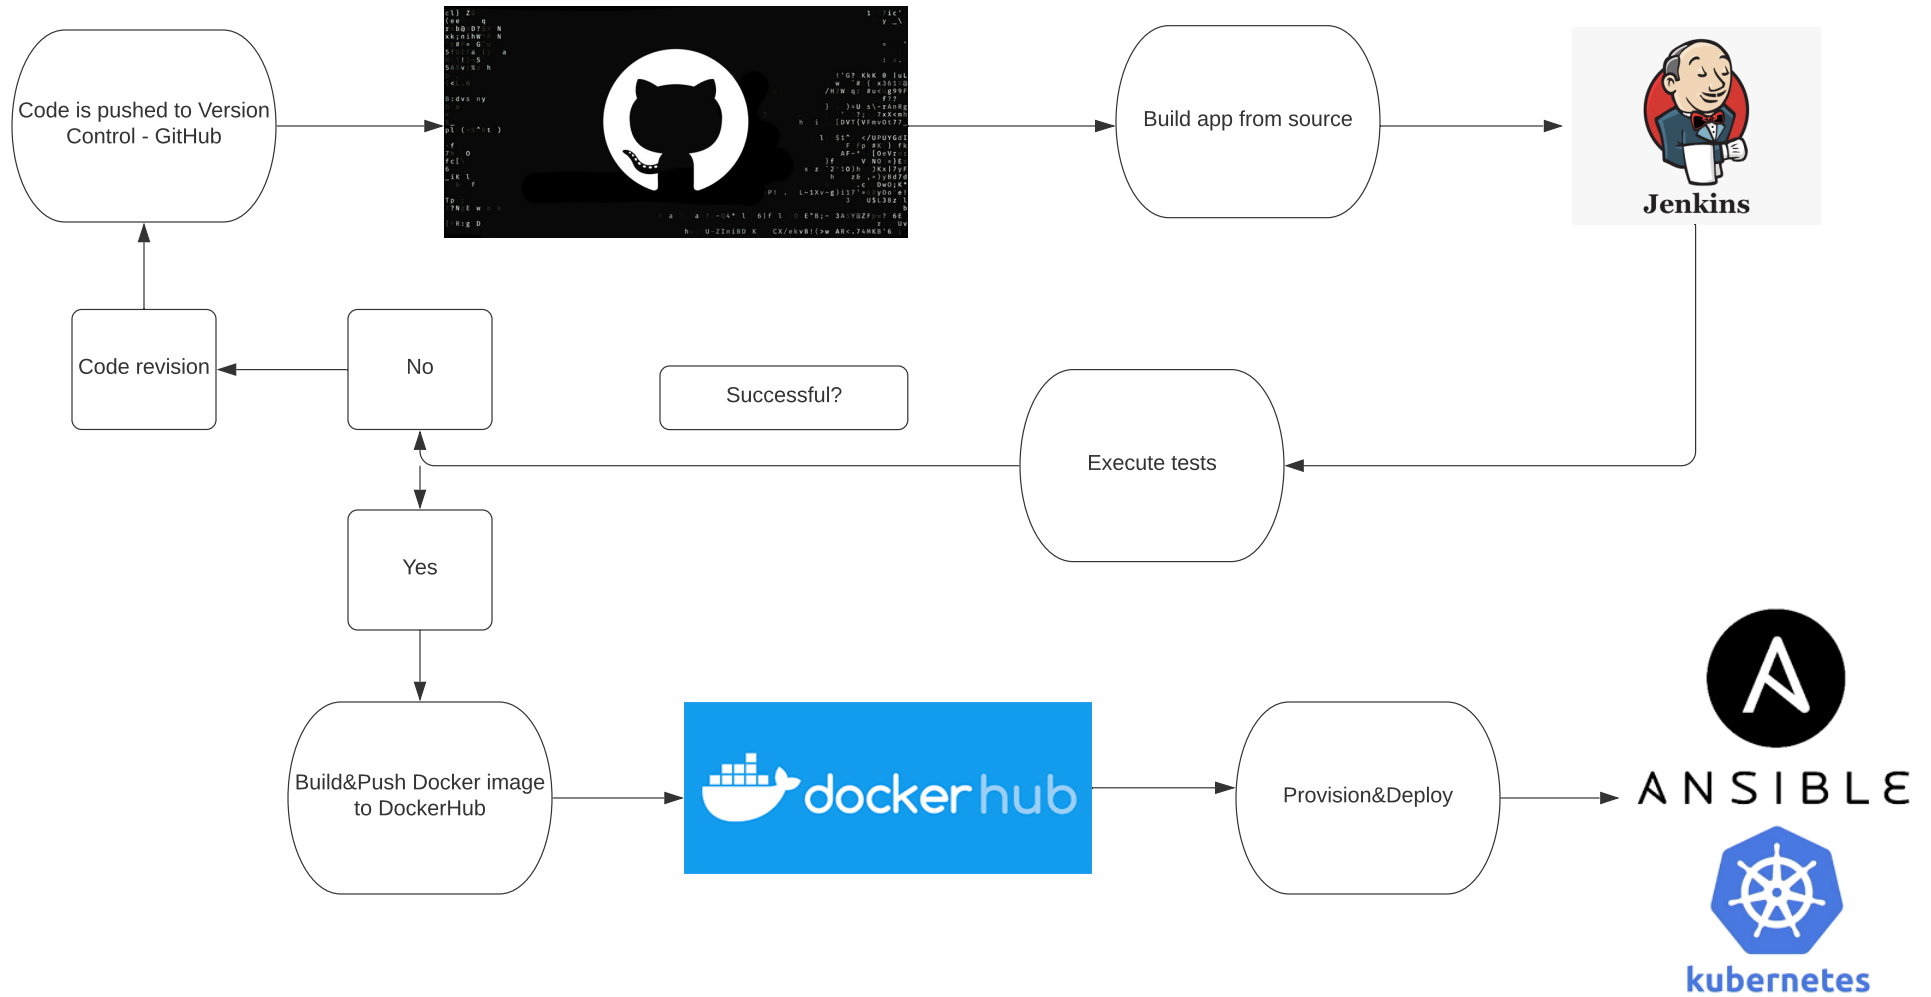 Code is pushed to Version
Control - GitHub
Build app from source
Jenkins
Code revision
No
Successful?
Execute tests
Yes
Build&Push Docker image
to DockerHub
docker hub
Provision&Deploy
ANSIBLE
kubernetes